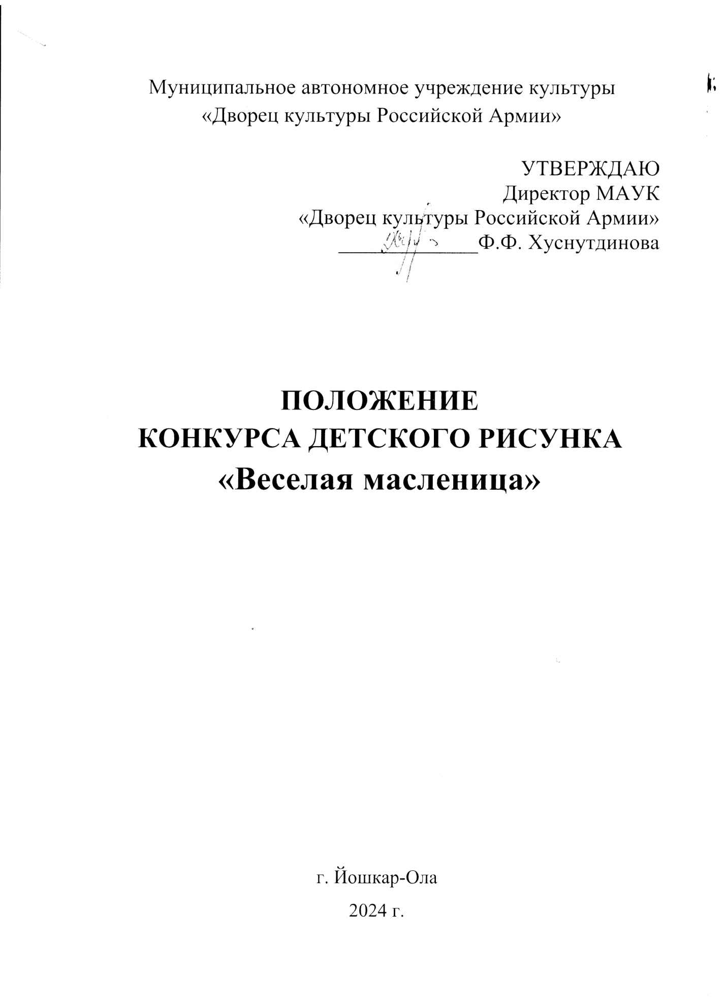 Муниципальное автономное учреждение культуры
«Дворец культуры Российской Армии»
УТВЕРЖДАЮ
Директор МАУК
«Дворец культуры Российской Армии»
Ф.Ф. Хуснутдинова
ПОЛОЖЕНИЕ
КОНКУРСА ДЕТСКОГО РИСУНКА
«Веселая масленица»
г. Йошкар-Ола
2024 г.